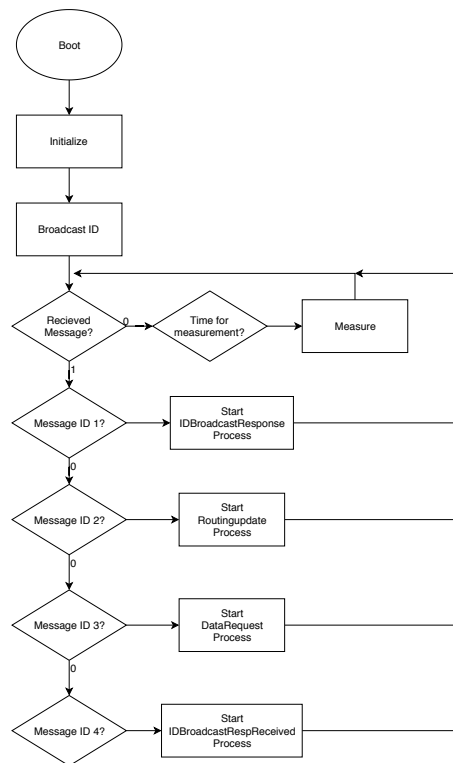 Boot
Initialize
Broadcast ID
Recieved
Message?
0
Time for
measurement?
Measure
1
Message ID 1?
Start
IDBroadcastResponse
Process
0
Message ID 2?
Start
Routingupdate
Process
0
Message ID 3?
Start
DataRequest
Process
0
Message ID 4?
Start
IDBroadcastRespReceived
Process